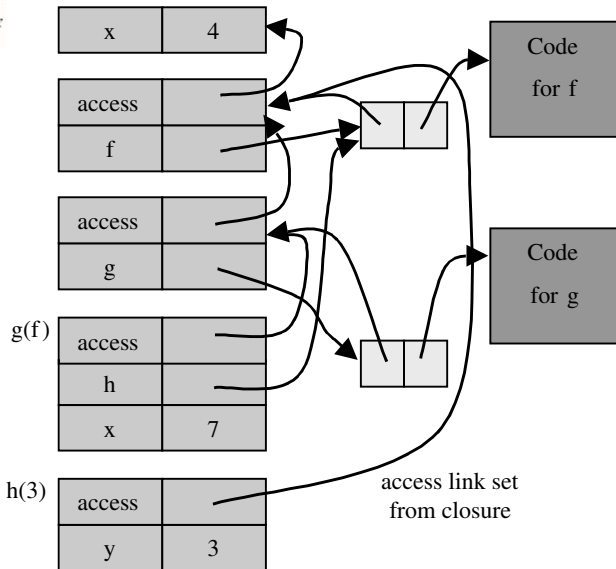 x 4
access
f
access
g
g(f)
access
h
x 7
h(3)
access
y 3
Code
for f
Code
for g
access link set
from closure